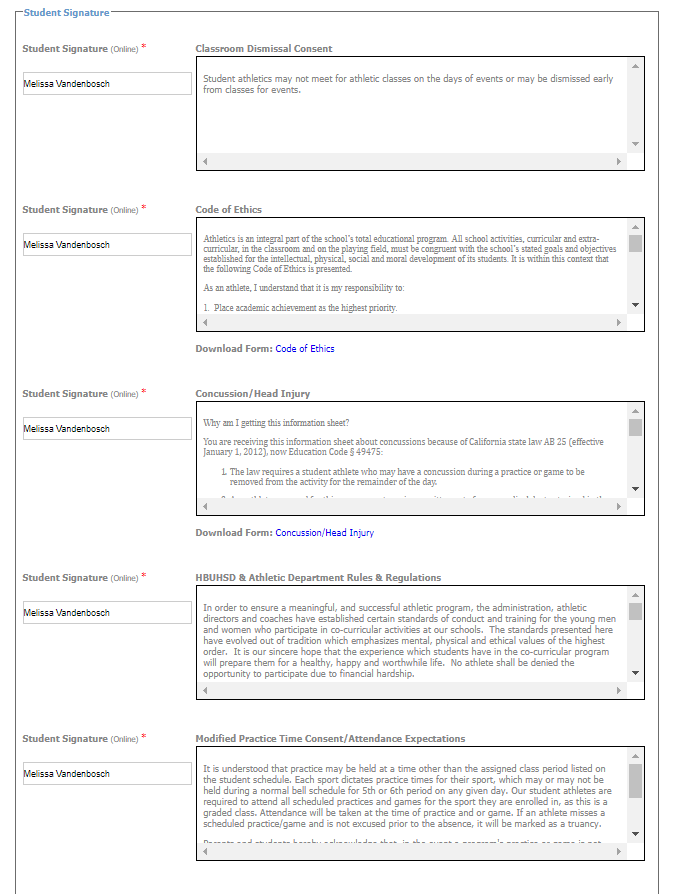 Student Signature
Student Signature (Online) *
Classroom Dismissal Consent
Melissa Vandenbosch
Student athletics may not meet for athletic classes on the days of events or may be dismissed early
from classes for events.
Student Signature (Online) *
Code of Ethics
Melissa Vandenbosch
Athletics is an integral part of the school's total educational program. All school activities, curricular and extra-
curricular, in the classroom and on the playing field, must be congruent with the school's stated goals and objectives
established for the intellectual, physical, social and moral development of its students. It is within this context that
the following Code of Ethics is presented.
As an athlete, I understand that it is my responsibility to:
1. Place academic achievement as the highest priority.
Download Form: Code of Ethics
Student Signature (Online) *
Concussion/Head Injury
Melissa Vandenbosch
Why am I getting this information sheet?
You are receiving this information sheet about concussions because of California state law AB 25 (effective
January 1, 2012), now Education Code § 49475:
1. The law requires a student athlete who may have a concussion during a practice or game to be
removed from the activity for the remainder of the day.
Download Form: Concussion/Head Injury
Student Signature (Online) *
HBUHSD & Athletic Department Rules & Regulations
Melissa Vandenbosch
In order to ensure a meaningful, and successful athletic program, the administration, athletic
directors and coaches have established certain standards of conduct and training for the young men
and women who participate in co-curricular activities at our schools. The standards presented here
have evolved out of tradition which emphasizes mental, physical and ethical values of the highest
order. It is our sincere hope that the experience which students have in the co-curricular program
will prepare them for a healthy, happy and worthwhile life. No athlete shall be denied the
opportunity to participate due to financial hardship.
Student Signature (Online) *
Modified Practice Time Consent/Attendance Expectations
Melissa Vandenbosch
It is understood that practice may be held at a time other than the assigned class period listed on
the student schedule. Each sport dictates practice times for their sport, which may or may not be
held during a normal bell schedule for 5th or 6th period on any given day. Our student athletes are
required to attend all scheduled practices and games for the sport they are enrolled in, as this is a
graded class. Attendance will be taken at the time of practice and or game. If an athlete misses a
scheduled practice/game and is not excused prior to the absence, it will be marked as a truancy.